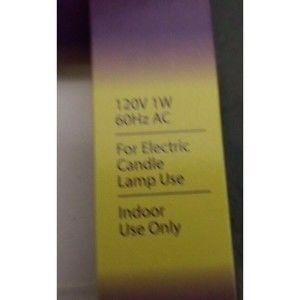 120V 1W
60Hz AC
For Electric
Candle
Lamp Use
Indoor
Use Only